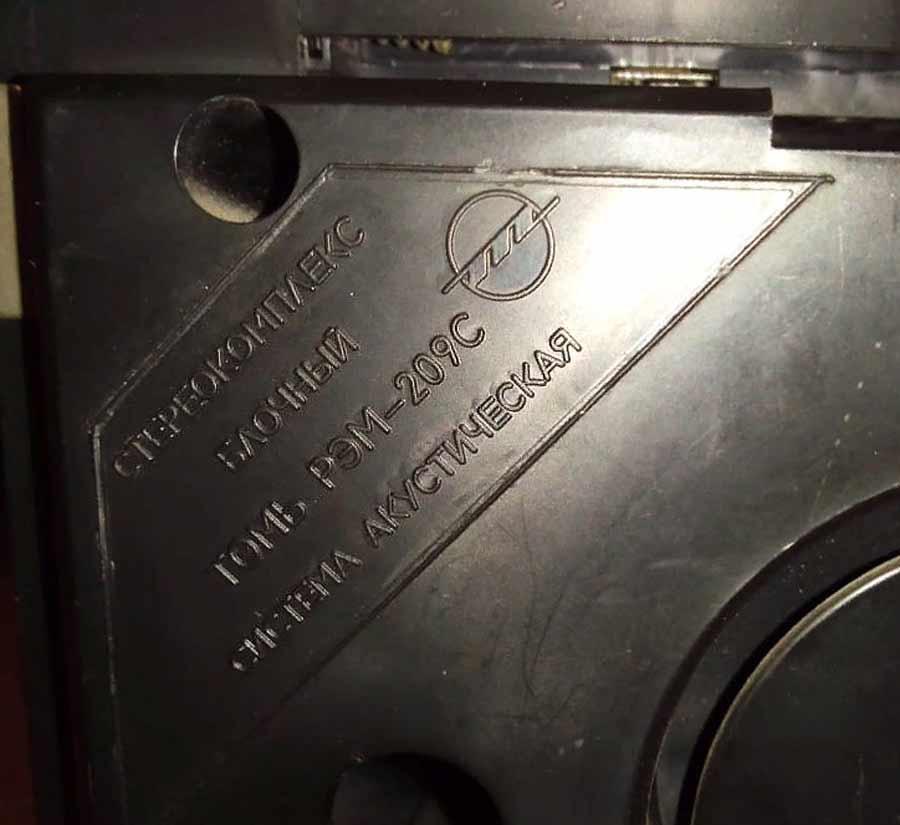 СТЕРЕОКОМПЛЕКС
БЛОЧНЫЙ
ТОМЬ РЭМ-209С
СИСТЕМА АКУСТИЧЕСКАЯ